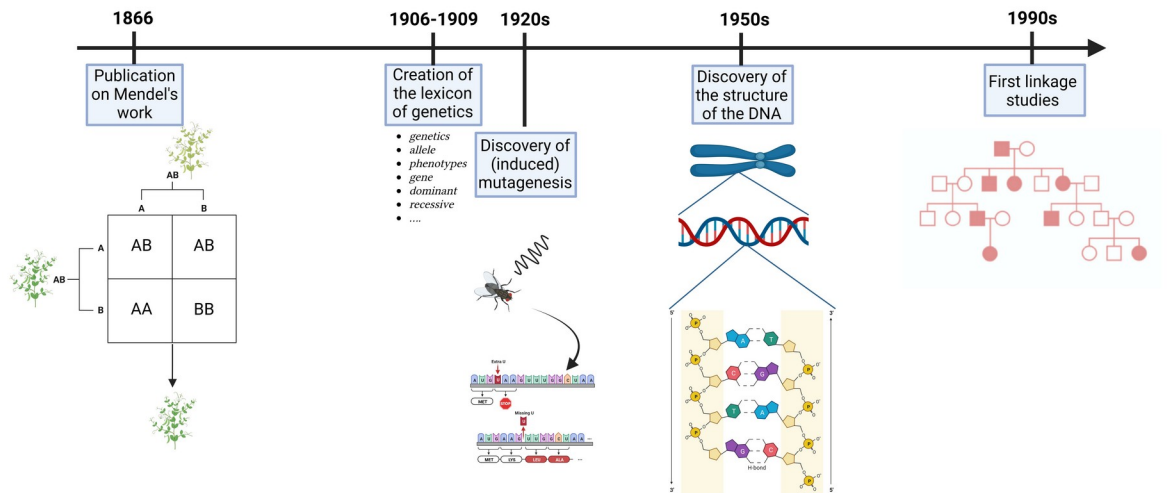 1866
1906-1909
1920s
1950s
1990s
Publication
on Mendel's
work
Creation of
the lexicon
of genetics
• genetics
• allele
• phenotypes
• gene
• dominant
• recessive
• ....
Discovery of
(induced)
mutagenesis
Discovery of
the structure
of the DNA
First linkage
studies
AB
A B
AB
A
AB AB
B
AA BB
Extra U
MET
STOP
Missing U
MET LYS LEU ALA ...
5' 3'
P
A T
P
C G
P
T A
P
G C
P
H-bond
3' 5'